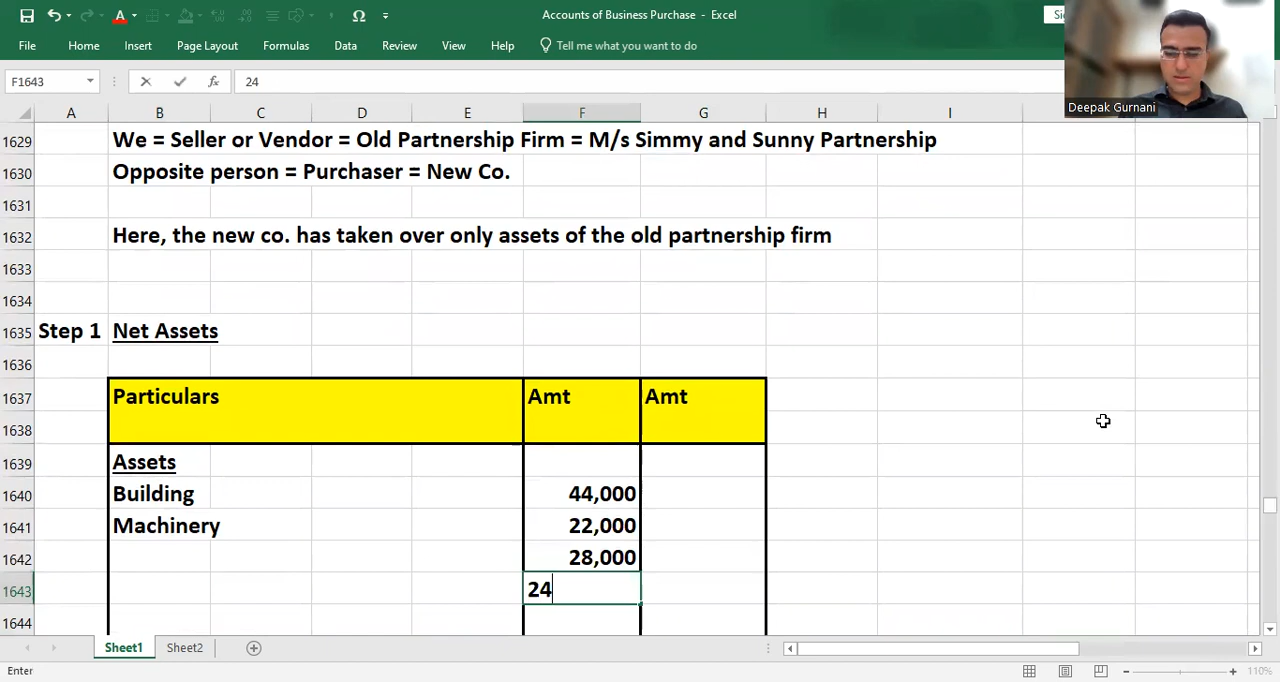 Accounts of Business Purchase - Excel
File Home Insert Page Layout Formulas Data Review View Help Tell me what you want to do
Deepak Gurnani
F1643 fx 24
A B C D E F G H I
1629 We = Seller or Vendor = Old Partnership Firm = M/s Simmy and Sunny Partnership
1630 Opposite person = Purchaser = New Co.
1631
1632 Here, the new co. has taken over only assets of the old partnership firm
1633
1634
1635 Step 1 Net Assets
1636
1637 Particulars Amt Amt
1638
1639 Assets
1640 Building 44,000
1641 Machinery 22,000
1642 28,000
1643 24
1644
Sheet1 Sheet2
Enter 110%